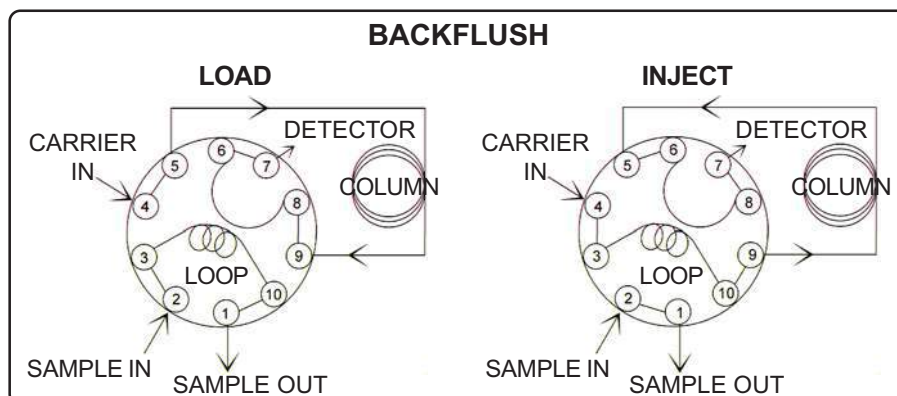 BACKFLUSH
LOAD
INJECT
CARRIER
IN
DETECTOR
COLUMN
LOOP
SAMPLE IN
SAMPLE OUT
5
6
7
4
8
3
9
2
1
10
CARRIER
IN
DETECTOR
COLUMN
LOOP
SAMPLE IN
SAMPLE OUT
5
6
7
4
8
3
9
2
1
10